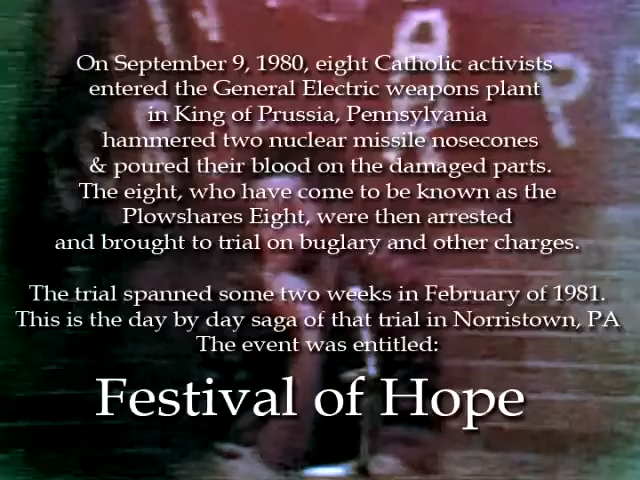 On September 9, 1980, eight Catholic activists
entered the General Electric weapons plant
in King of Prussia, Pennsylvania
hammered two nuclear missile nosecones
& poured their blood on the damaged parts.
The eight, who have come to be known as the
Plowshares Eight, were then arrested
and brought to trial on buglary and other charges.
The trial spanned some two weeks in February of 1981.
This is the day by day saga of that trial in Norristown, PA
The event was entitled:
Festival of Hope